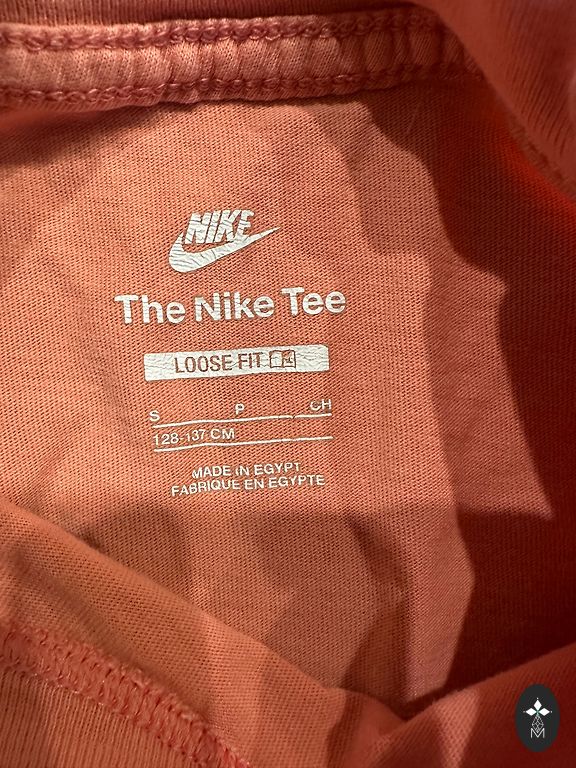 NIKE
The Nike Tee
LOOSE FIT
S P CH
128-137 CM
MADE IN EGYPT
FABRIQUE EN EGYPTE
M